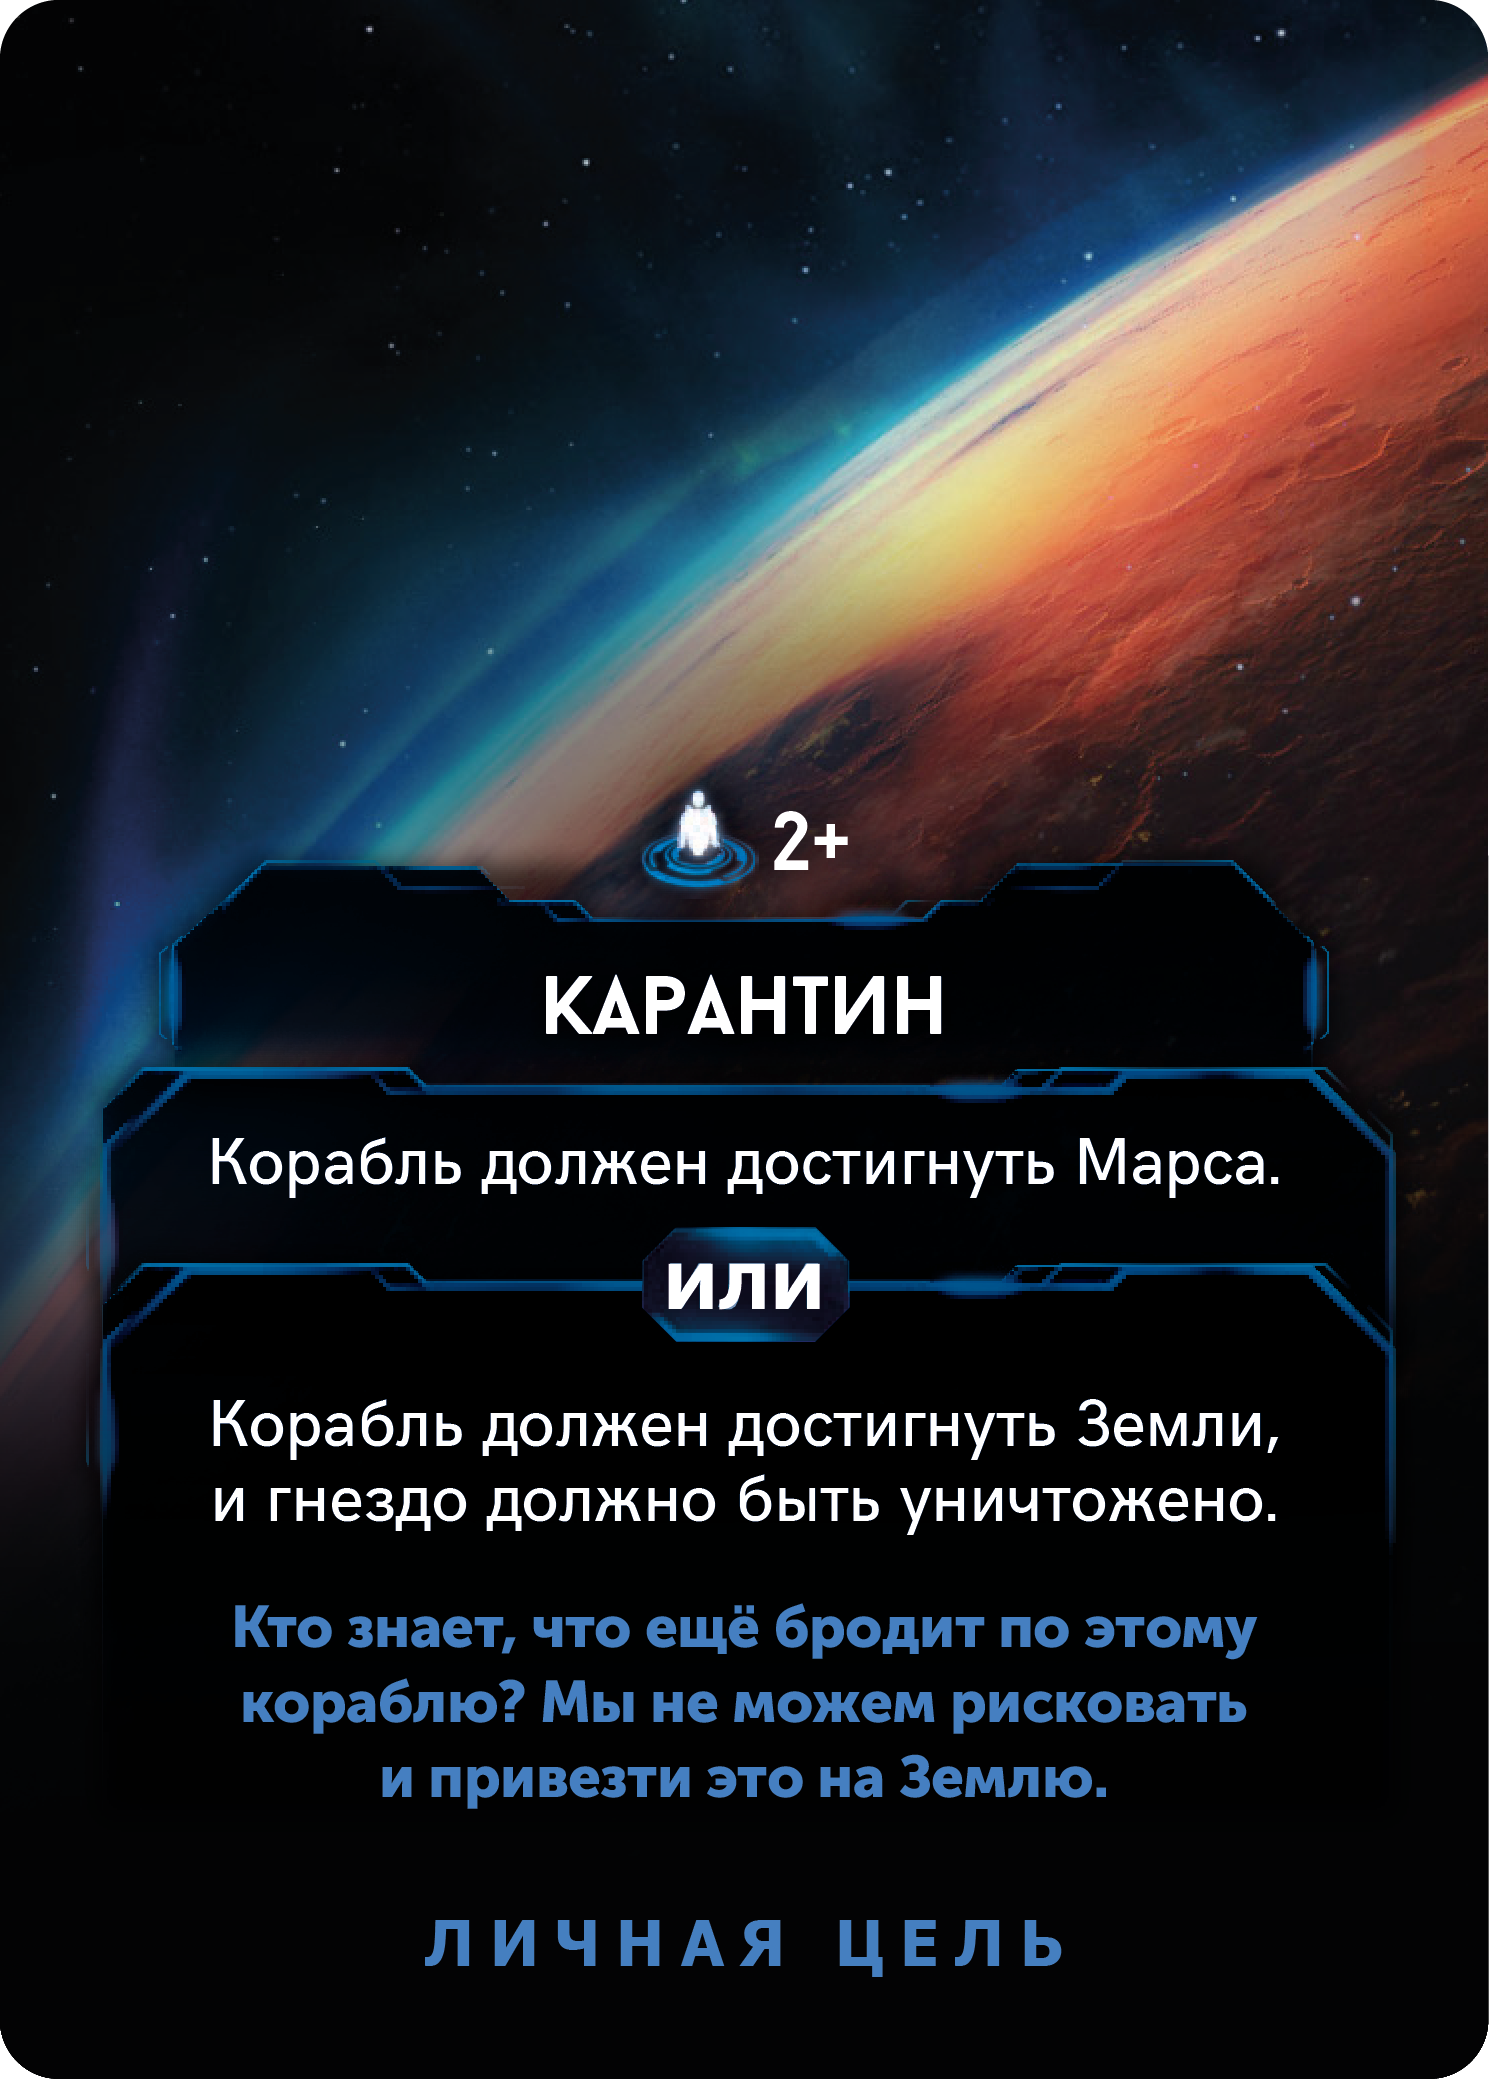 2+
КАРАНТИН
Корабль должен достигнуть Марса.
ИЛИ
Корабль должен достигнуть Земли,
и гнездо должно быть уничтожено.
Кто знает, что ещё бродит по этому
кораблю? Мы не можем рисковать
и привезти это на Землю.
ЛИЧНАЯ ЦЕЛЬ